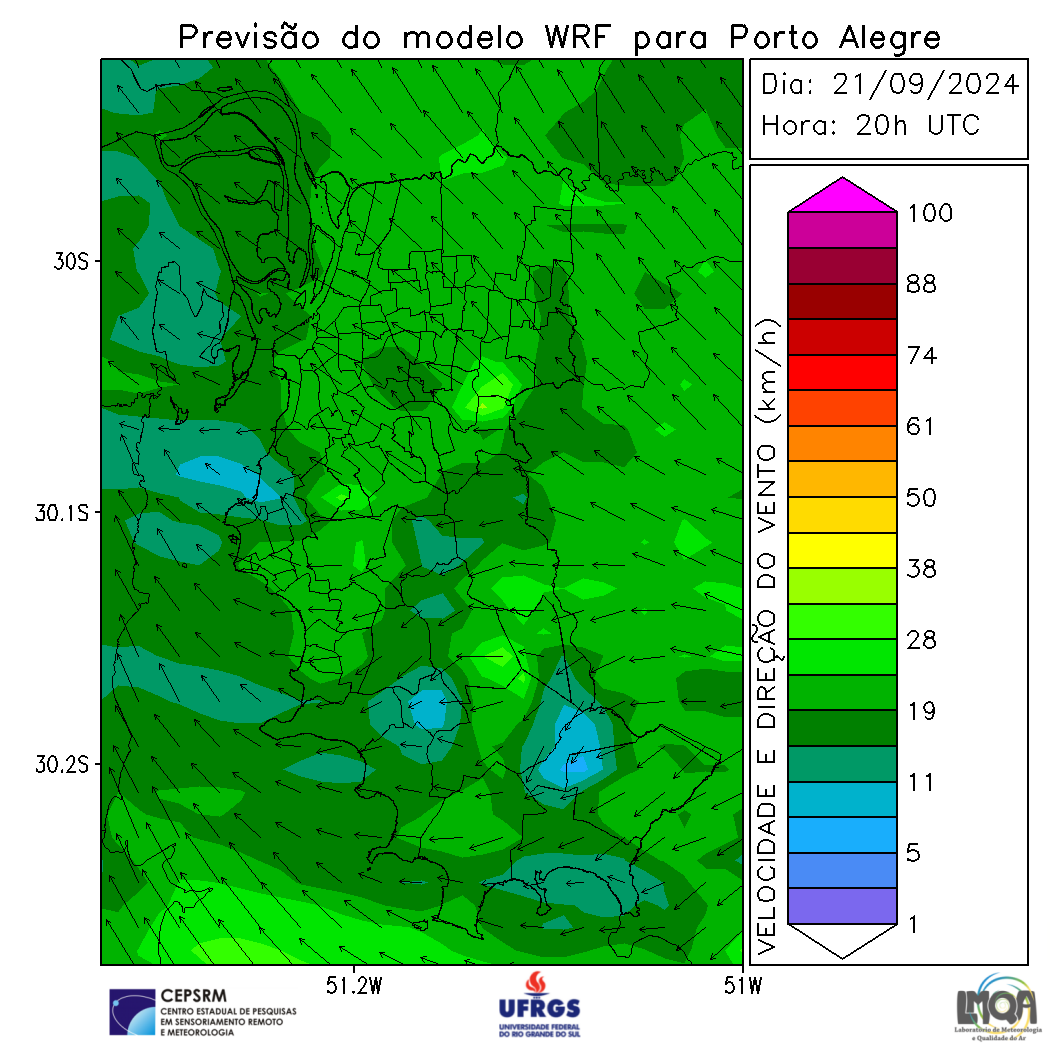 Previsão do modelo WRF para Porto Alegre
Dia: 21/09/2024
Hora: 20h UTC
30S
30.1S
30.2S
51.2W
51W
VELOCIDADE E DIREÇÃO DO VENTO (km/h)
100
88
74
61
50
38
28
19
11
5
1
CEPSRM
CENTRO ESTADUAL DE PESQUISAS
EM SENSORIAMENTO REMOTO
E METEOROLOGIA
UFRGS
UNIVERSIDADE FEDERAL
DO RIO GRANDE DO SUL
LMQA
Laboratório de Meteorologia
e Qualidade do Ar